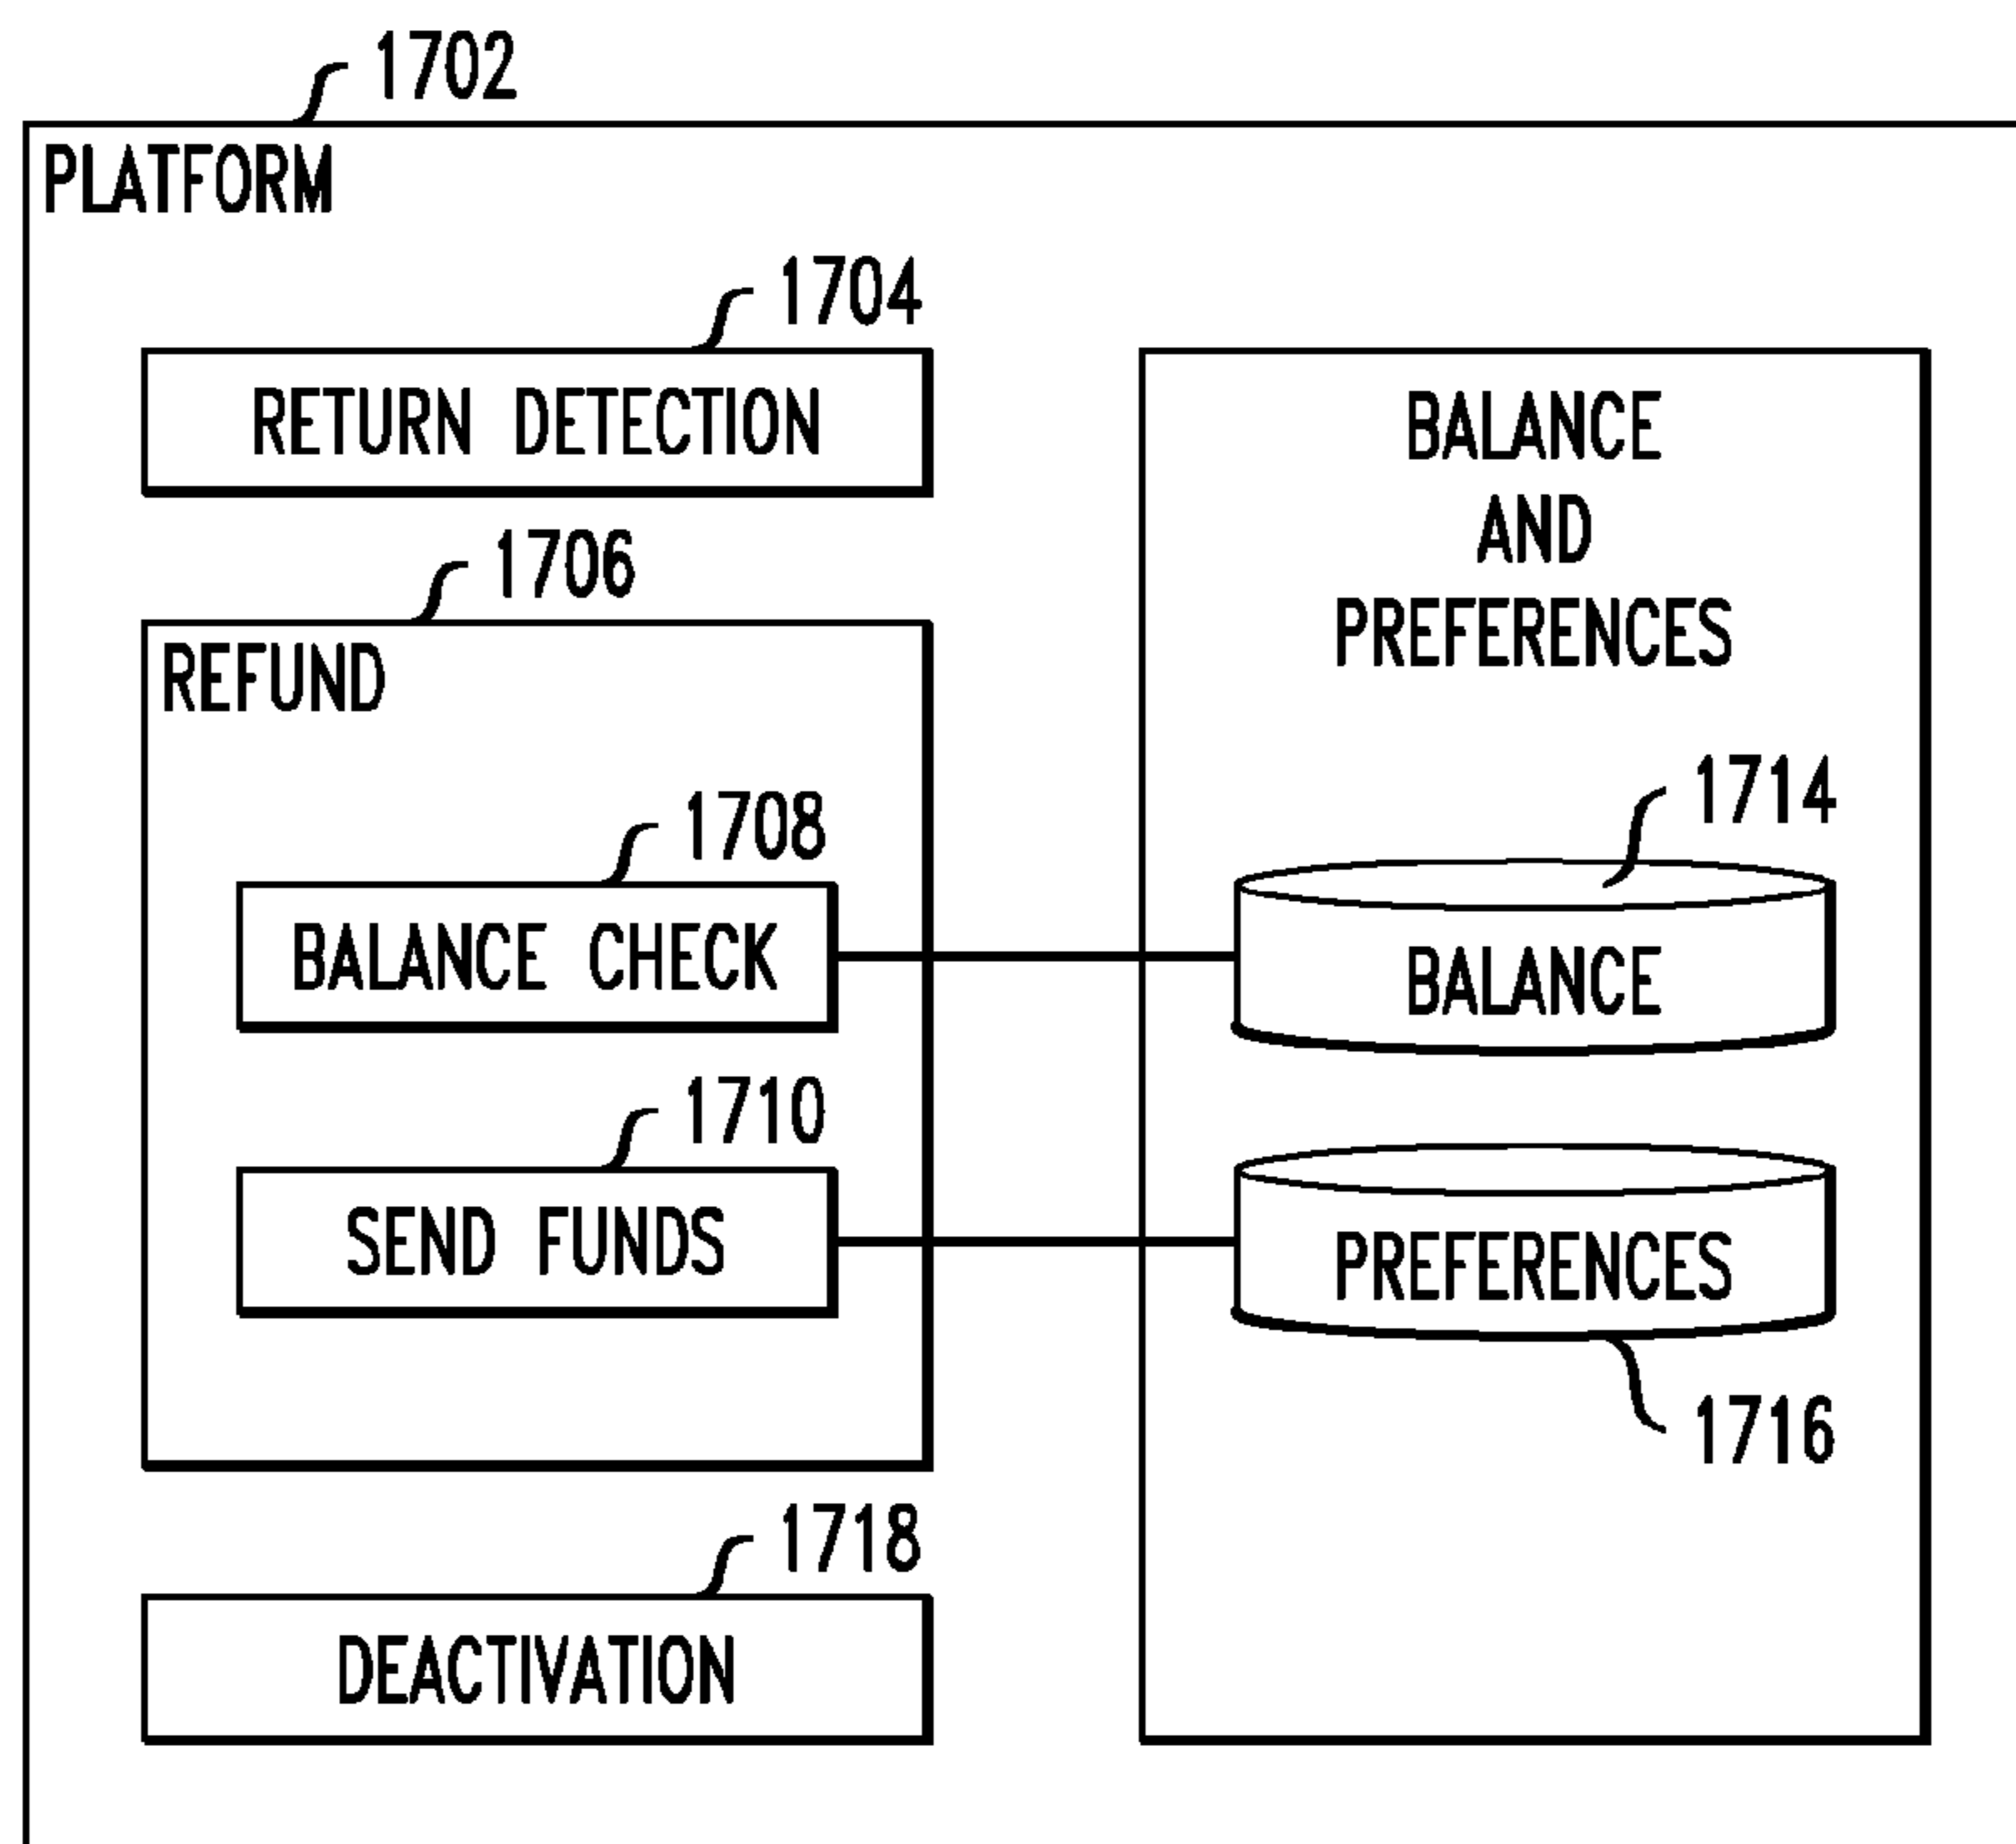 1702
PLATFORM
1704
RETURN DETECTION
1706
REFUND
1708
BALANCE CHECK
1710
SEND FUNDS
1718
DEACTIVATION
BALANCE
AND
PREFERENCES
1714
BALANCE
PREFERENCES
1716